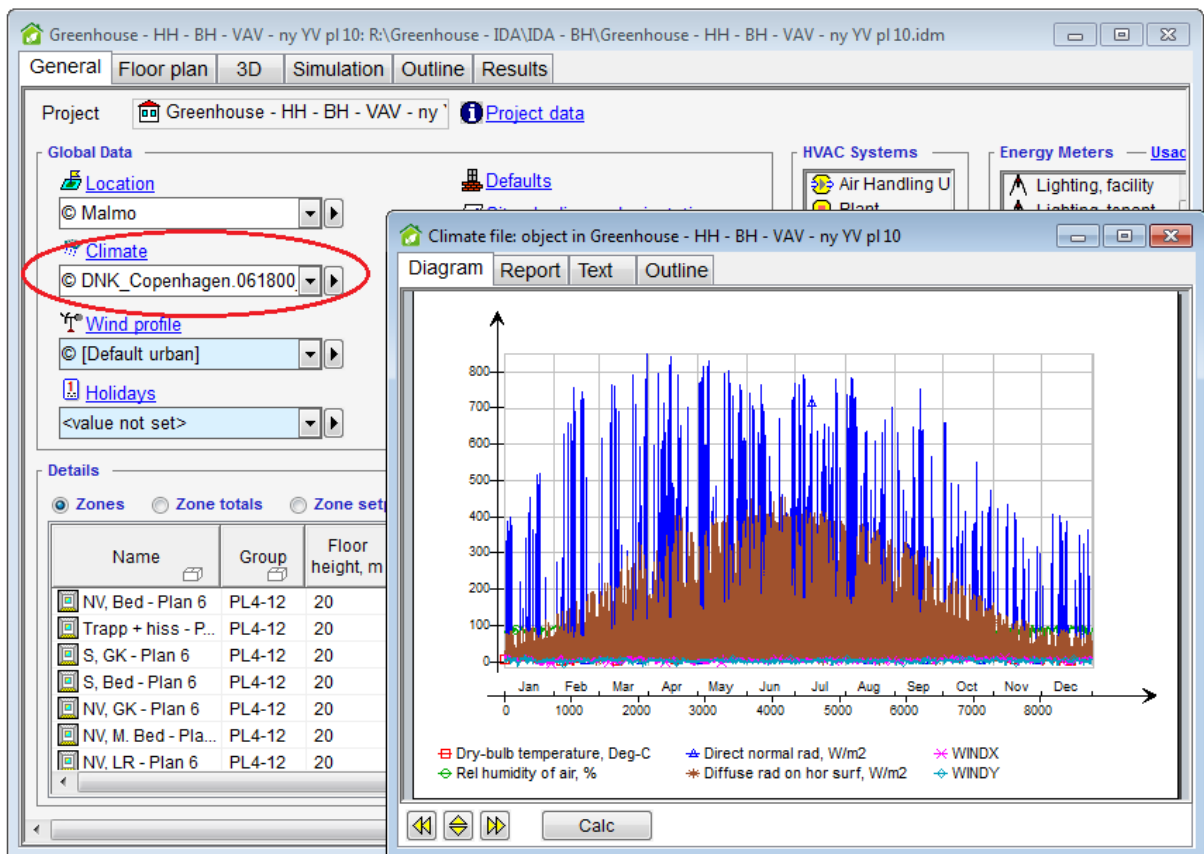 Greenhouse - HH - BH - VAV - ny YV pl 10: R:\Greenhouse - IDA\IDA - BH\Greenhouse - HH - BH - VAV - ny YV pl 10.idm
General Floor plan 3D Simulation Outline Results
Project Greenhouse - HH - BH - VAV - ny Project data
Global Data
Location
© Malmo
Climate
© DNK_Copenhagen.061800
Wind profile
© [Default urban]
Holidays
<value not set>
Defaults
HVAC Systems
Air Handling U
Plant
Energy Meters
Lighting, facility
Lighting, tenant
Details
Zones Zone totals Zone set
Name Group Floor height, m
NV, Bed - Plan 6 PL4-12 20
Trapp + hiss - P... PL4-12 20
S, GK - Plan 6 PL4-12 20
S, Bed - Plan 6 PL4-12 20
NV, GK - Plan 6 PL4-12 20
NV, M. Bed - Pla... PL4-12 20
NV, LR - Plan 6 PL4-12 20
Climate file: object in Greenhouse - HH - BH - VAV - ny YV pl 10
Diagram Report Text Outline
800
700
600
500
400
300
200
100
0
Jan Feb Mar Apr May Jun Jul Aug Sep Oct Nov Dec
0 1000 2000 3000 4000 5000 6000 7000 8000
Dry-bulb temperature, Deg-C Direct normal rad, W/m2 WINDX
Rel humidity of air, % Diffuse rad on hor surf, W/m2 WINDY
Calc